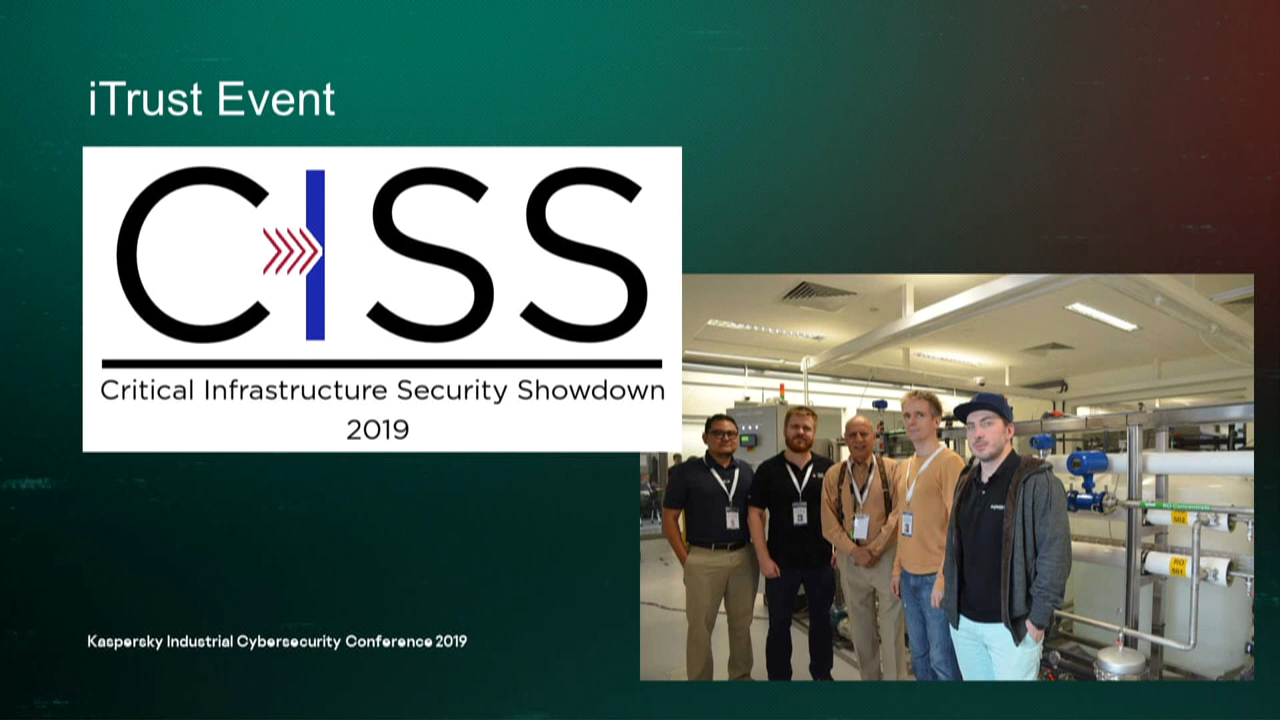 iTrust Event
CISS
Critical Infrastructure Security Showdown
2019
Kaspersky Industrial Cybersecurity Conference 2019